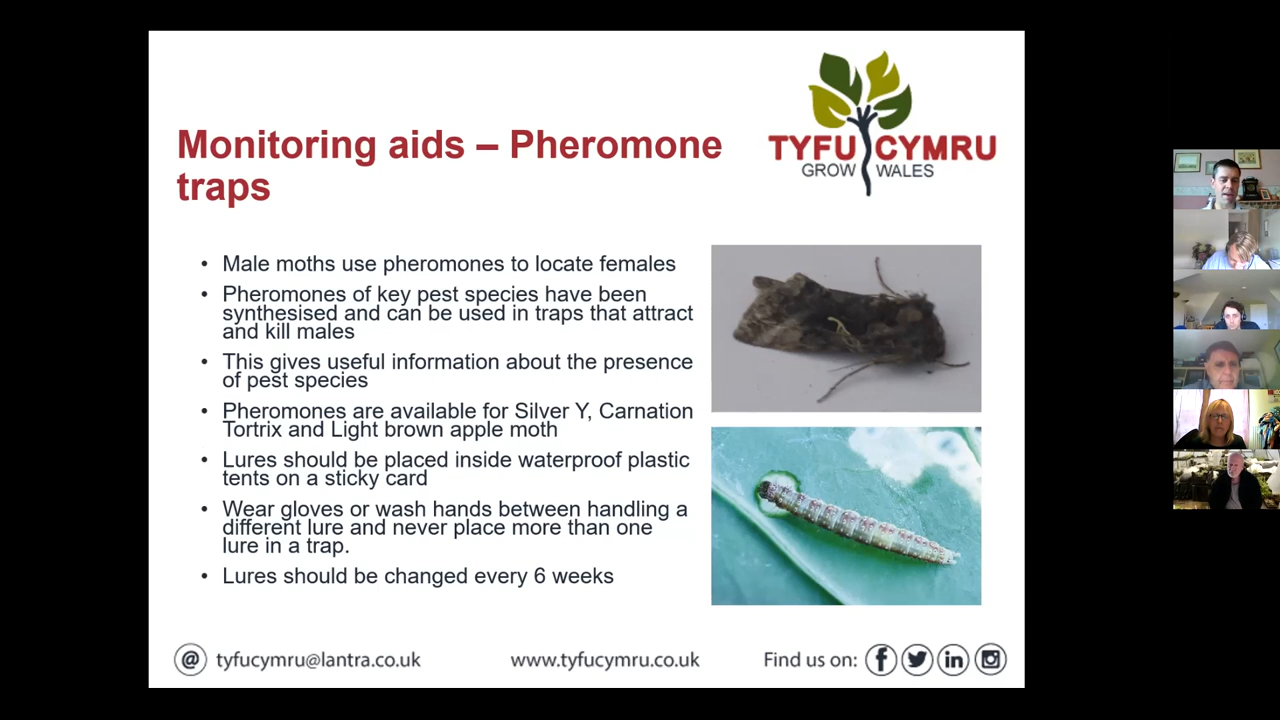 TYFU CYMRU
GROW WALES
Monitoring aids – Pheromone
traps
• Male moths use pheromones to locate females
• Pheromones of key pest species have been
synthesised and can be used in traps that attract
and kill males
• This gives useful information about the presence
of pest species
• Pheromones are available for Silver Y, Carnation
Tortrix and Light brown apple moth
• Lures should be placed inside waterproof plastic
tents on a sticky card
• Wear gloves or wash hands between handling a
different lure and never place more than one
lure in a trap.
• Lures should be changed every 6 weeks
@ tyfucymru@lantra.co.uk www.tyfucymru.co.uk Find us on: f in